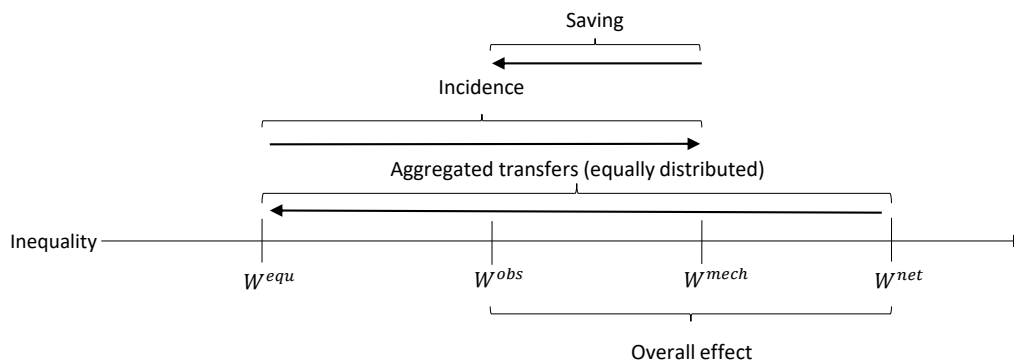 Saving
Incidence
Aggregated transfers (equally distributed)
Inequality
W^equ W^obs W^mech W^net
Overall effect